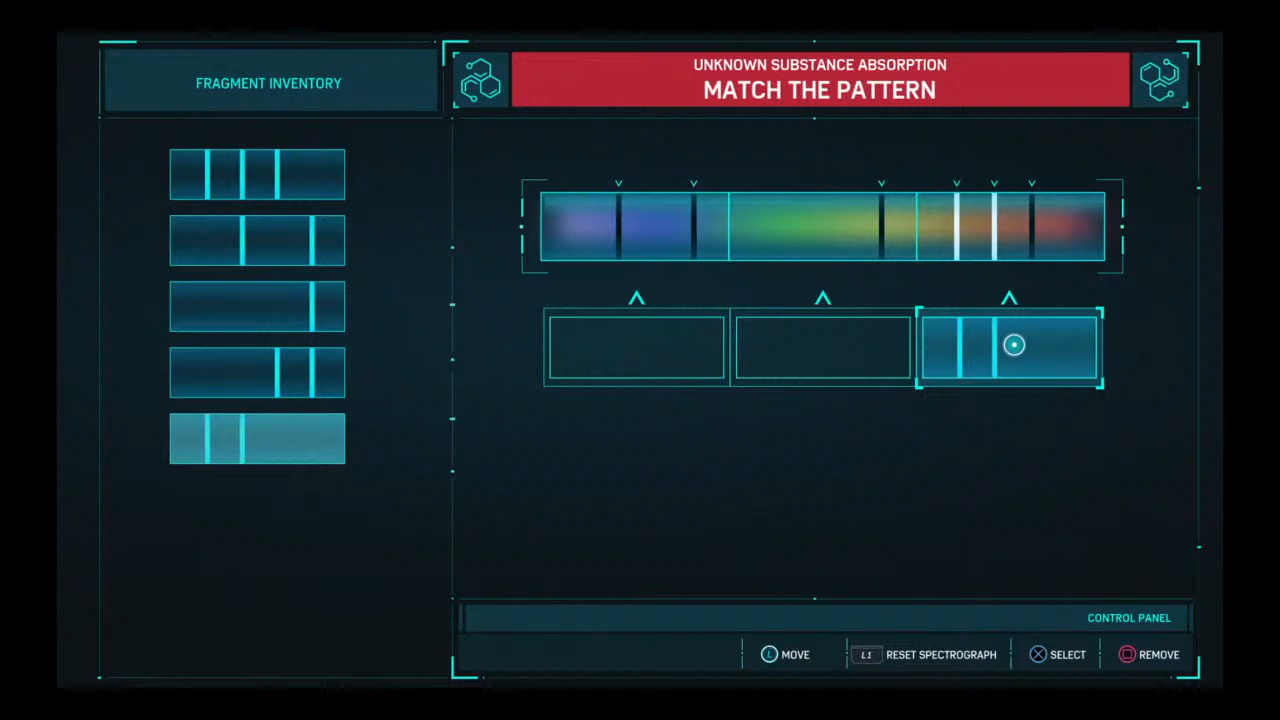 FRAGMENT INVENTORY
UNKNOWN SUBSTANCE ABSORPTION
MATCH THE PATTERN
CONTROL PANEL
L MOVE
L1 RESET SPECTROGRAPH
SELECT
REMOVE